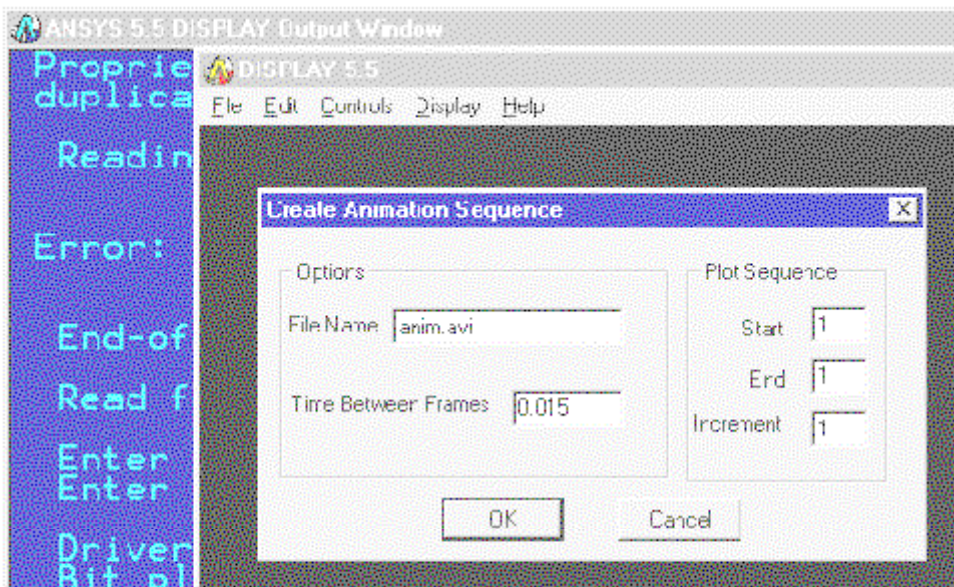 ANSYS 5.5 DISPLAY Output Window
Proprie
duplica
Readin
Error:
End-of
Read f
Enter
Enter
Driver
Bit pl
DISPLAY 5.5
File Edit Controls Display Help
Create Animation Sequence
Options
File Name anim.avi
Time Between Frames 0.015
Plot Sequence
Start 1
End 1
Increment 1
OK Cancel